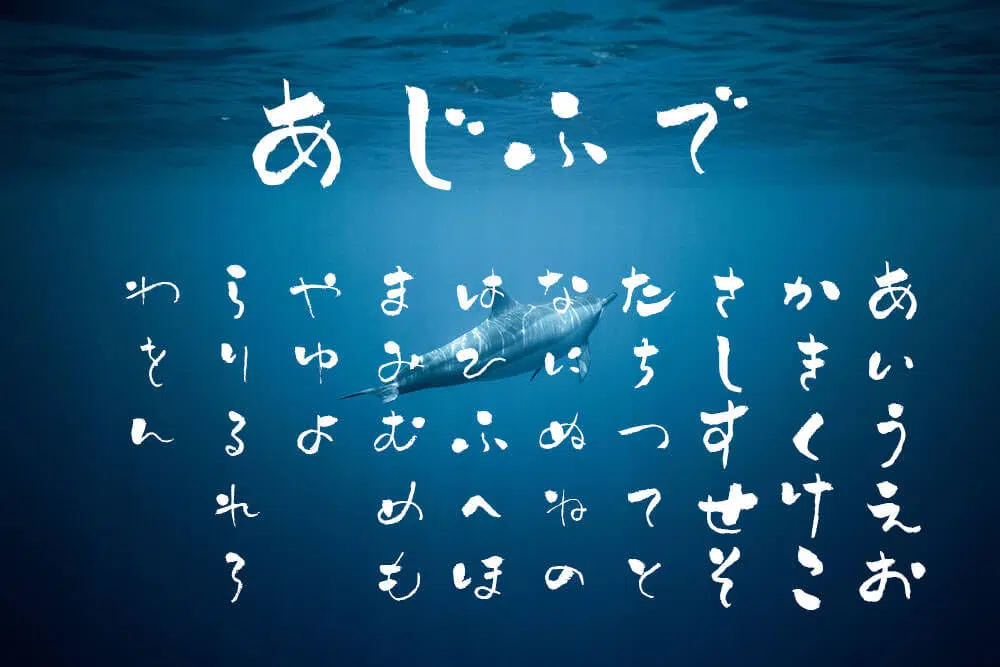 あじふで
あいうえお
かきくけこ
さしすせそ
たちつてと
なにぬねの
はひふへほ
まみむめも
やゆよ
らりるれろ
わをん